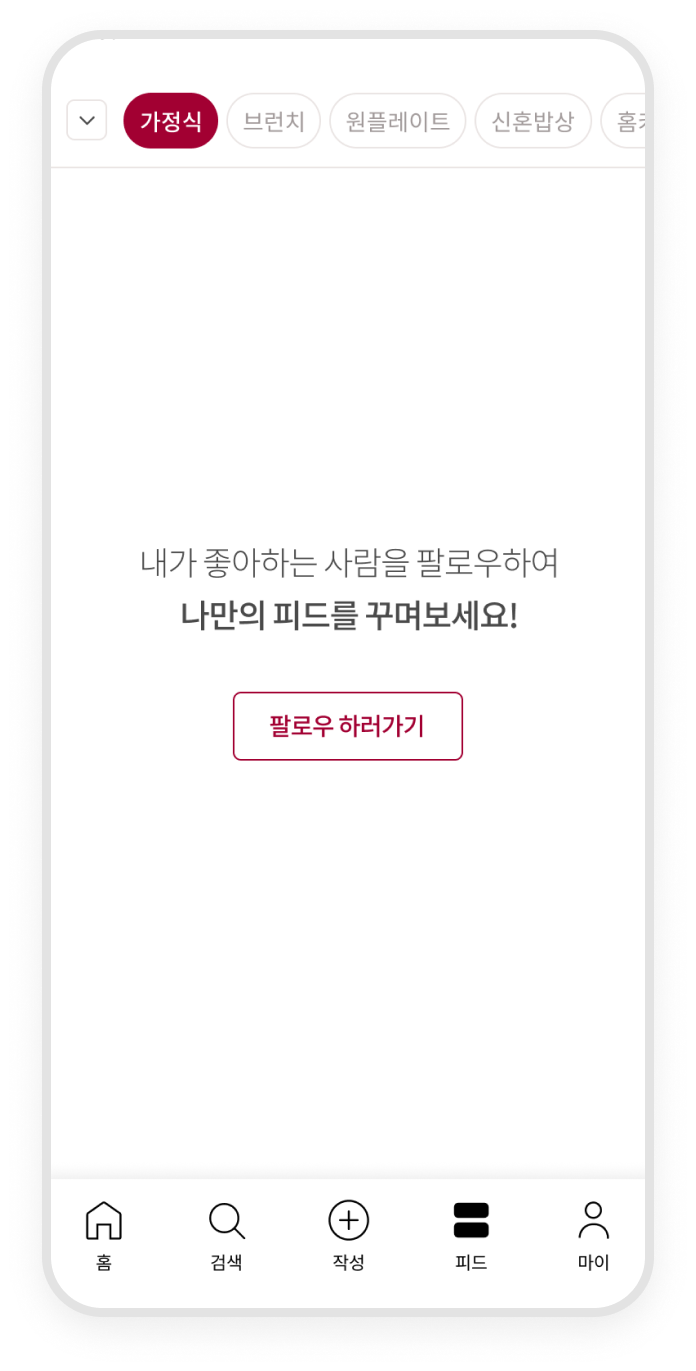 가정식 브런치 원플레이트 신혼밥상
내가 좋아하는 사람을 팔로우하여
나만의 피드를 꾸며보세요!
팔로우 하러가기
홈 검색 작성 피드 마이